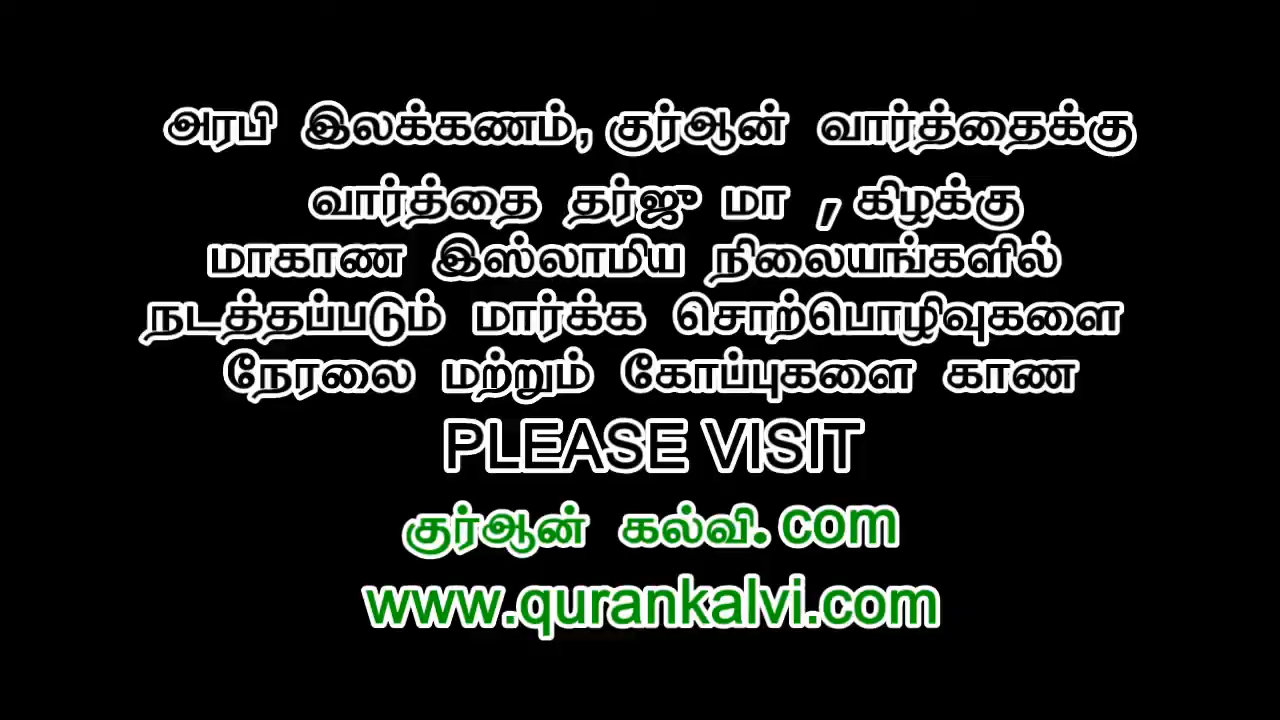 அரபி இலக்கணம், குர்ஆன் வார்த்தைக்கு
வார்த்தை தர்ஜு மா , கிழக்கு
மாகாண இஸ்லாமிய நிலையங்களில்
நடத்தப்படும் மார்க்க சொற்பொழிவுகளை
நேரலை மற்றும் கோப்புகளை காண
PLEASE VISIT
குர்ஆன் கல்வி.com
www.qurankalvi.com